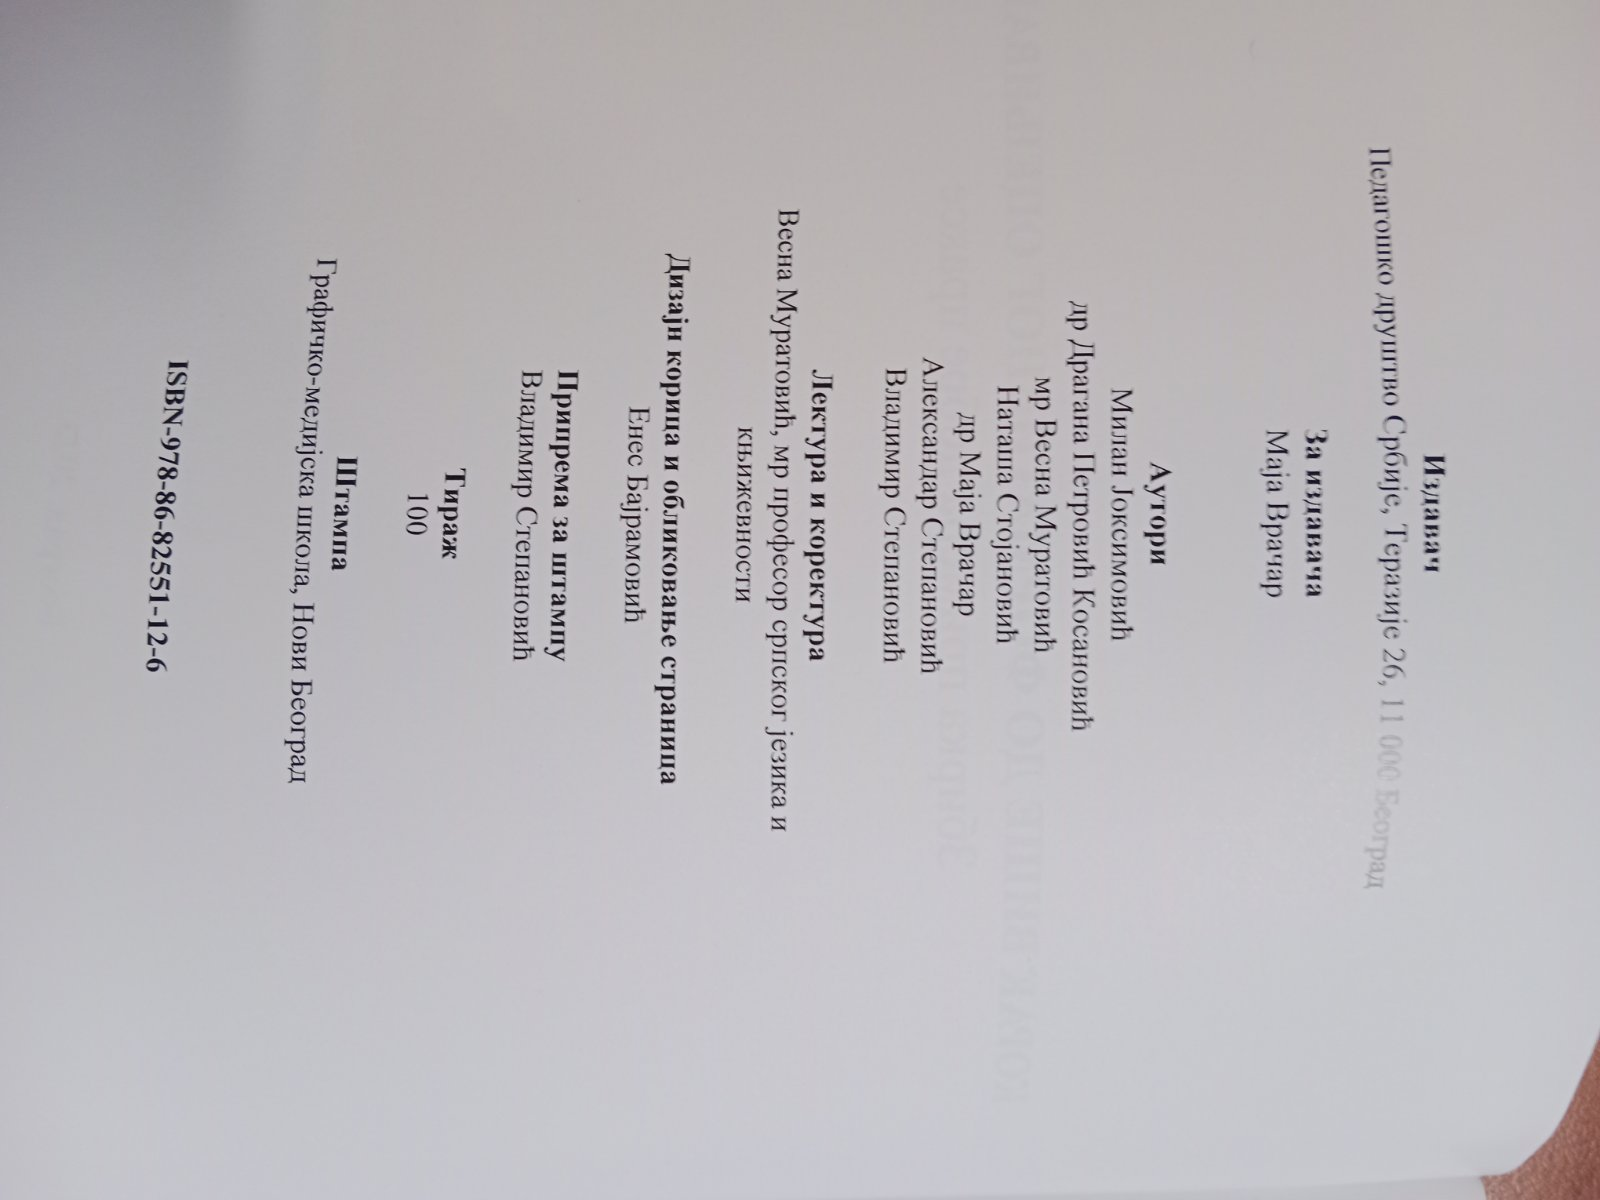 Издавач
Педагошко друштво Србије, Теразије 26, 11 000 Београд
За издавача
Маја Врачар
Аутори
Милан Јоксимовић
др Драгана Петровић Косановић
мр Весна Муратовић
Наташа Стојановић
др Маја Врачар
Александар Степановић
Владимир Степановић
Лектура и коректура
Весна Муратовић, мр професор српског језика и
књижевности
Дизајн корица и обликовање страница
Енес Бајрамовић
Припрема за штампу
Владимир Степановић
Тираж
100
Штампа
Графичко-медијска школа, Нови Београд
ISBN-978-86-82551-12-6